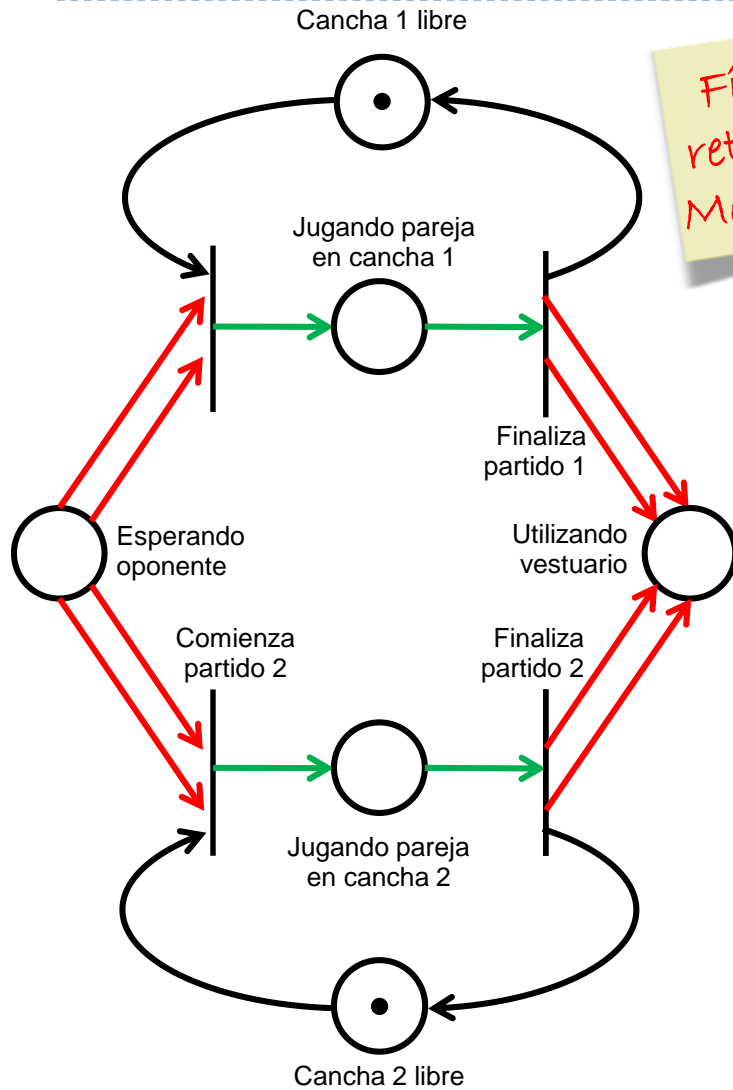 Cancha 1 libre
Jugando pareja
en cancha 1
Finaliza
partido 1
Esperando
oponente
Utilizando
vestuario
Comienza
partido 2
Finaliza
partido 2
Jugando pareja
en cancha 2
Cancha 2 libre